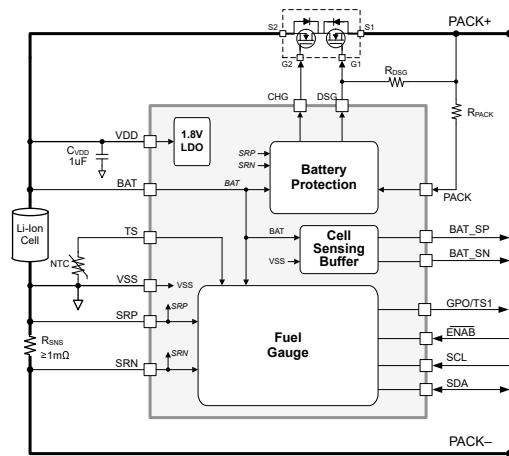 S2 S1 PACK+
G2 G1
RDSG
CHG DSG
RPACK
VDD
1.8V
LDO
CVDD
1uF
SRP
SRN
Battery
Protection
BAT
BAT
PACK
Li-Ion
Cell
TS
BAT
VSS
Cell
Sensing
Buffer
BAT_SP
BAT_SN
NTC
VSS
VSS
SRP
SRP
GPO/TS1
Fuel
Gauge
ENAB
RSNS
≥1mΩ
SRN
SRN
SCL
SDA
PACK–